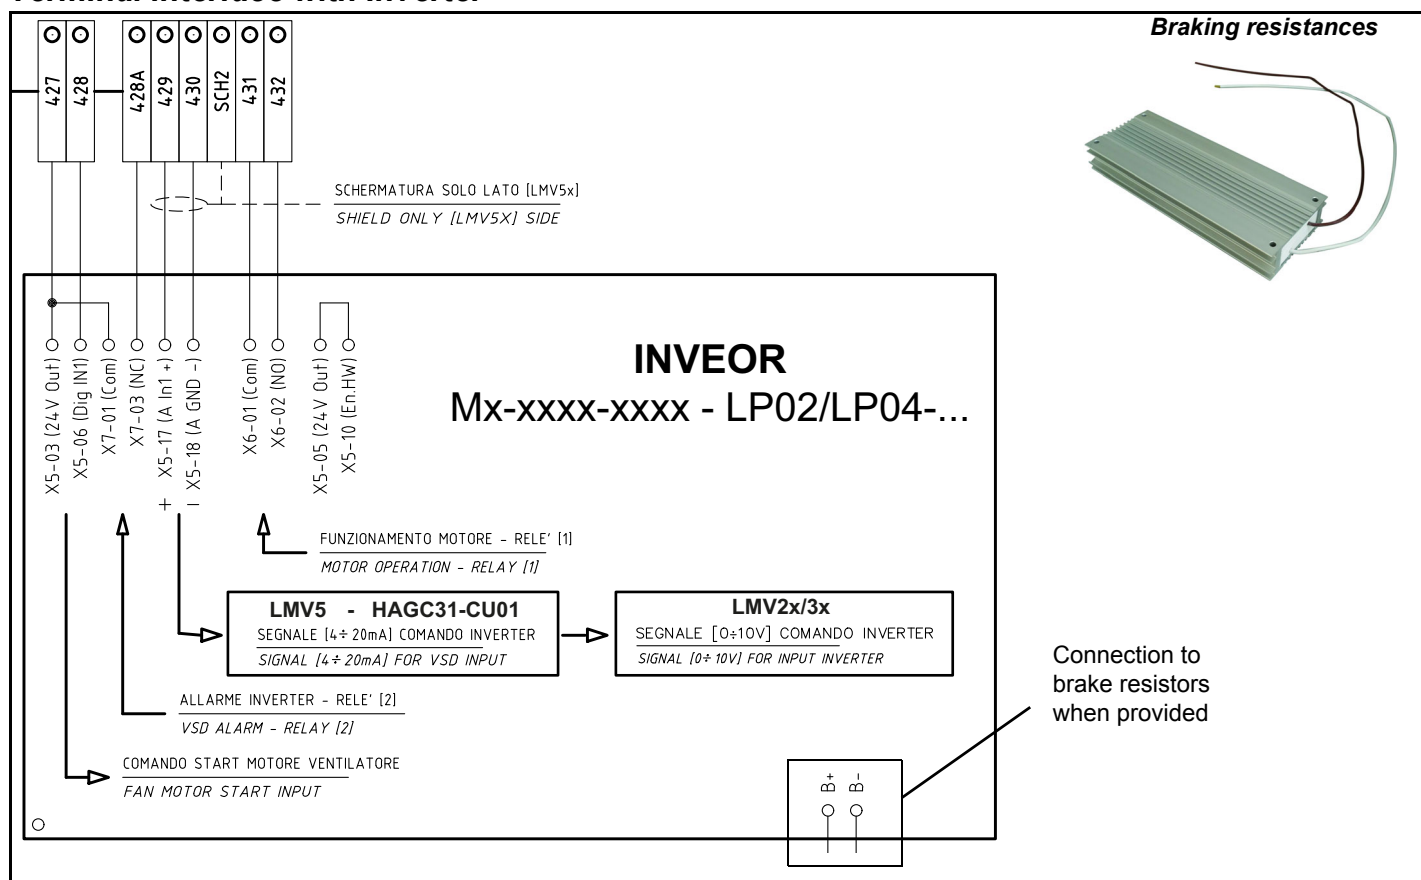 Terminal interface with inverter
Braking resistances
427
428
428A
429
430
SCH2
431
432
SCHERMATURA SOLO LATO [LMV5x]
SHIELD ONLY [LMV5X] SIDE
INVEOR
Mx-xxxx-xxxx - LP02/LP04-...
X5-03 (24V Out)
X5-06 (Dig IN1)
X7-01 (Com)
X7-03 (NC)
+ X5-17 (A In1 +)
- X5-18 (A GND -)
X6-01 (Com)
X6-02 (NO)
X5-05 (24V Out)
X5-10 (En.HW)
FUNZIONAMENTO MOTORE - RELE' [1]
MOTOR OPERATION - RELAY [1]
LMV5 - HAGC31-CU01
SEGNALE [4÷20mA] COMANDO INVERTER
SIGNAL [4÷20mA] FOR VSD INPUT
LMV2x/3x
SEGNALE [0÷10V] COMANDO INVERTER
SIGNAL [0÷10V] FOR INPUT INVERTER
Connection to
brake resistors
when provided
ALLARME INVERTER - RELE' [2]
VSD ALARM - RELAY [2]
COMANDO START MOTORE VENTILATORE
FAN MOTOR START INPUT
B+
B-